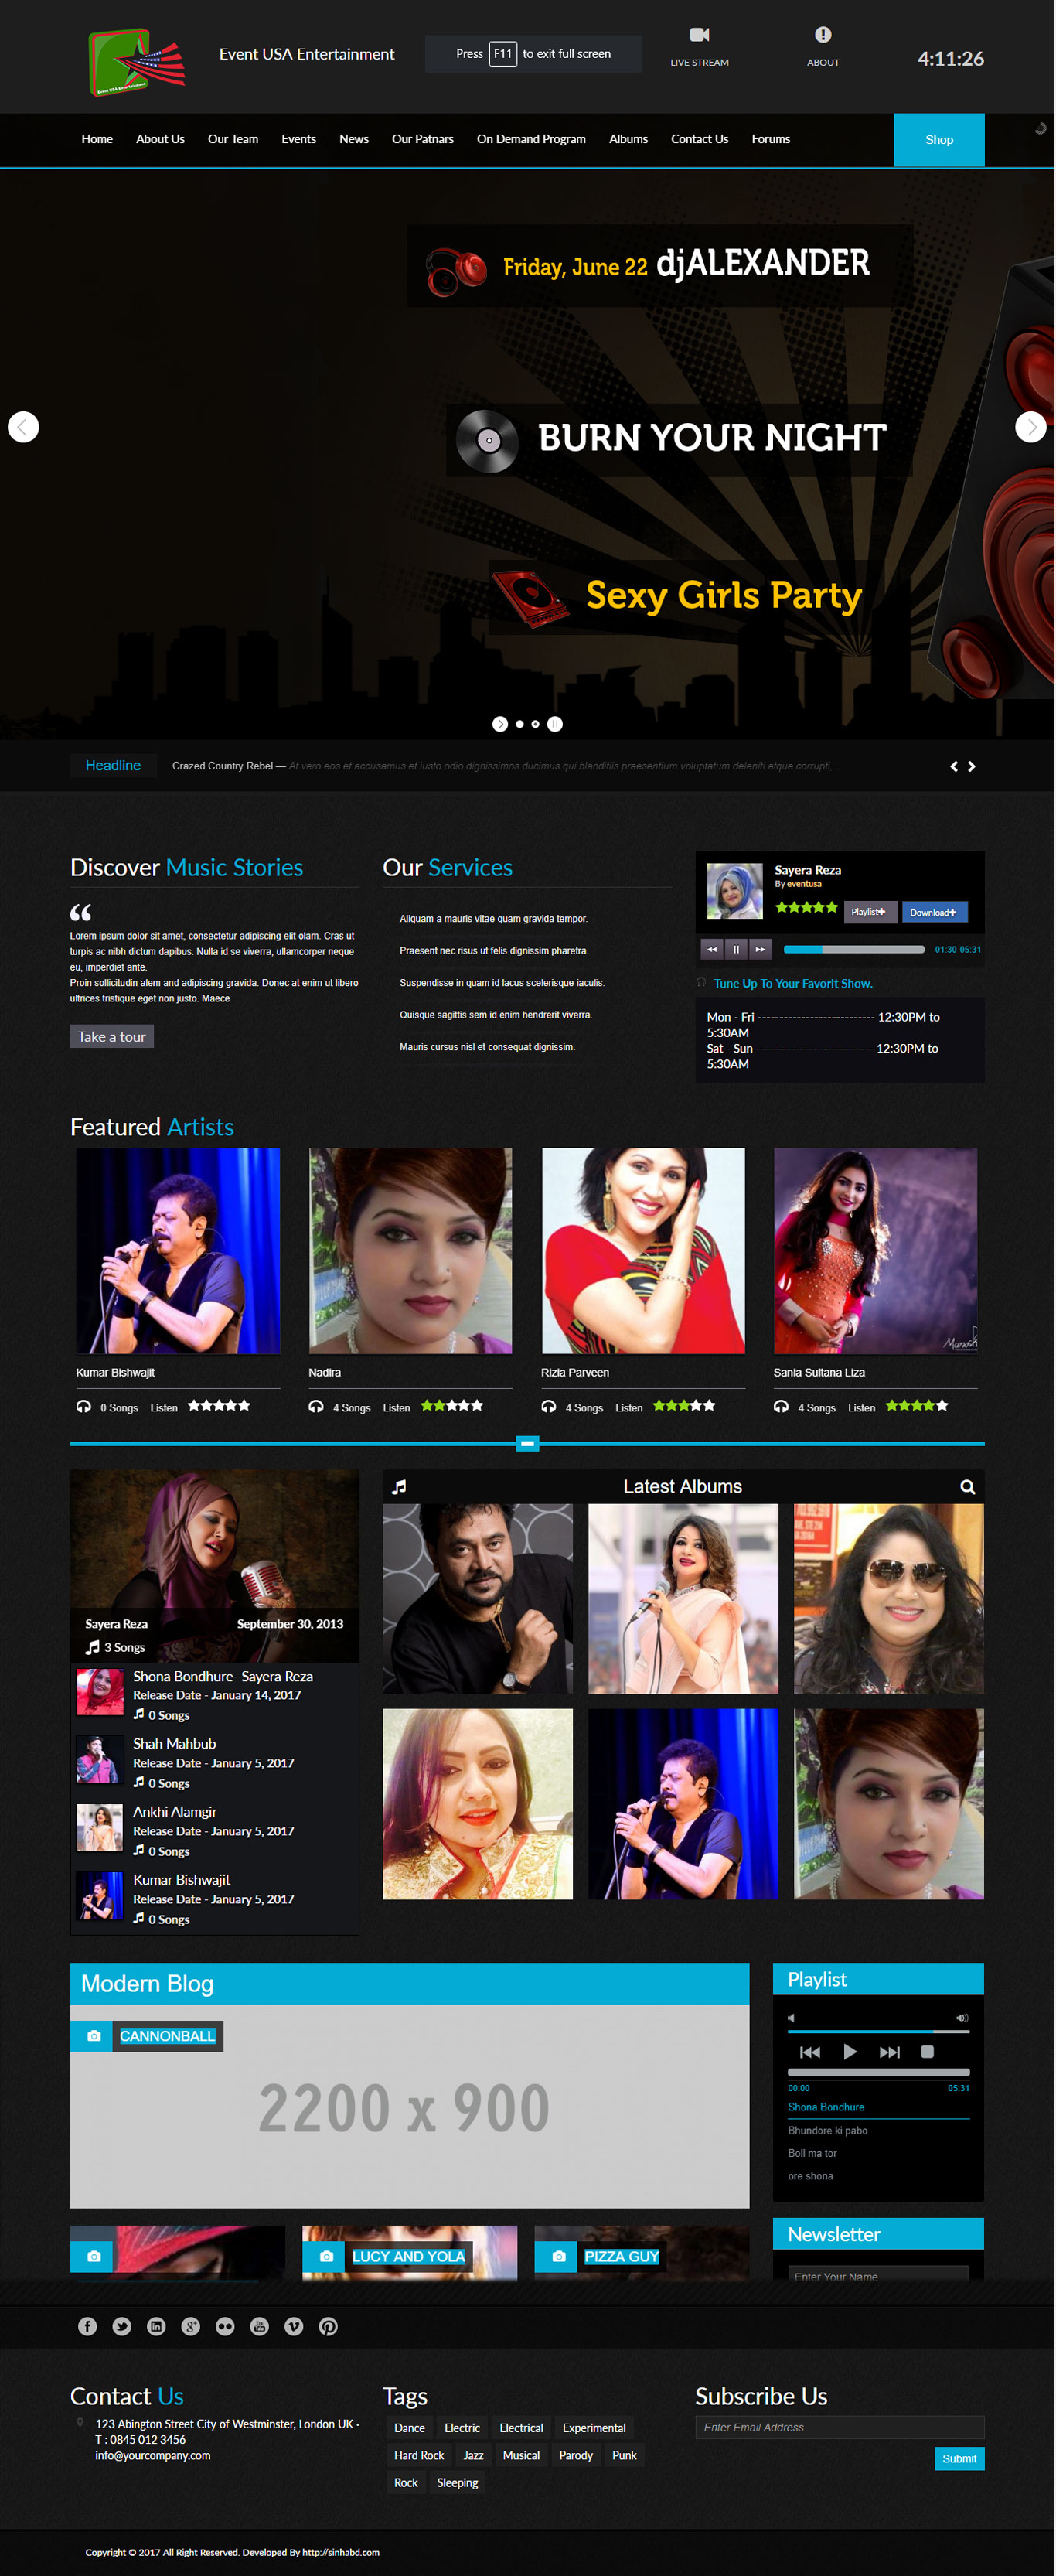 Event USA Entertainment
Event USA Entertainment
Press F11 to exit full screen
LIVE STREAM
ABOUT
4:11:26
Home About Us Our Team Events News Our Patnars On Demand Program Albums Contact Us Forums
Shop
Friday, June 22 djALEXANDER
BURN YOUR NIGHT
Sexy Girls Party
Headline
Crazed Country Rebel — At vero eos et accusamus et iusto odio dignissimos ducimus qui blanditiis praesentium voluptatum deleniti atque corrupti,...
Discover Music Stories
Lorem ipsum dolor sit amet, consectetur adipiscing elit olam. Cras ut
turpis ac nibh dictum dapibus. Nulla id se viverra, ullamcorper neque
eu, imperdiet ante.
Proin sollicitudin alem and adipiscing gravida. Donec at enim ut libero
ultrices tristique eget non justo. Maece
Take a tour
Our Services
Aliquam a mauris vitae quam gravida tempor.
Praesent nec risus ut felis dignissim pharetra.
Suspendisse in quam id lacus scelerisque iaculis.
Quisque sagittis sem id enim hendrerit viverra.
Mauris cursus nisl et consequat dignissim.
Sayera Reza
By eventusa
Playlist+
Download+
01:30 05:31
Tune Up To Your Favorit Show.
Mon - Fri --------------------------- 12:30PM to
5:30AM
Sat - Sun --------------------------- 12:30PM to
5:30AM
Featured Artists
Kumar Bishwajit
0 Songs Listen
Nadira
4 Songs Listen
Rizia Parveen
4 Songs Listen
Sania Sultana Liza
4 Songs Listen
Sayera Reza
September 30, 2013
3 Songs
Shona Bondhure- Sayera Reza
Release Date - January 14, 2017
0 Songs
Shah Mahbub
Release Date - January 5, 2017
0 Songs
Ankhi Alamgir
Release Date - January 5, 2017
0 Songs
Kumar Bishwajit
Release Date - January 5, 2017
0 Songs
Latest Albums
Modern Blog
CANNONBALL
2200 x 900
LUCY AND YOLA
PIZZA GUY
Playlist
00:00
05:31
Shona Bondhure
Bhundore ki pabo
Boli ma tor
ore shona
Newsletter
Enter Your Name
Contact Us
123 Abington Street City of Westminster, London UK -
T : 0845 012 3456
info@yourcompany.com
Tags
Dance Electric Electrical Experimental
Hard Rock Jazz Musical Parody Punk
Rock Sleeping
Subscribe Us
Enter Email Address
Submit
Copyright © 2017 All Right Reserved. Developed By http://sinhabd.com